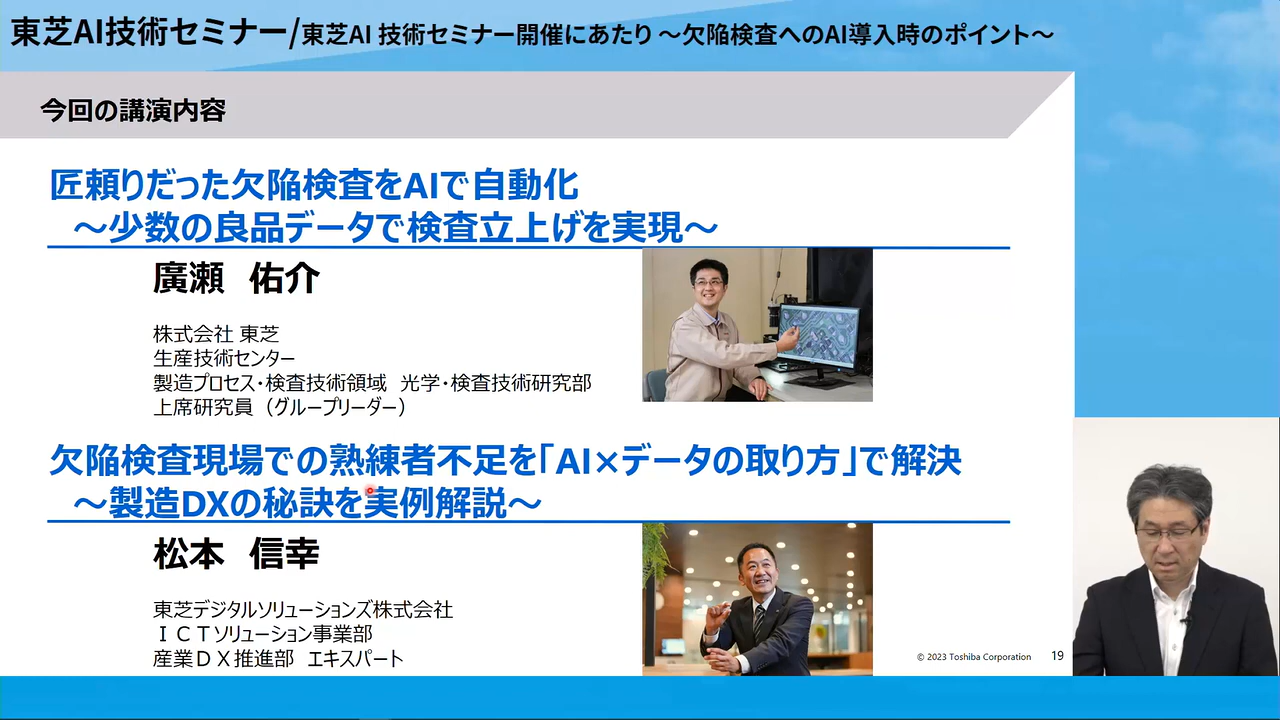 東芝AI技術セミナー/東芝AI 技術セミナー開催にあたり ～欠陥検査へのAI導入時のポイント～
今回の講演内容
匠頼りだった欠陥検査をAIで自動化
～少数の良品データで検査立上げを実現～
廣瀬 佑介
株式会社 東芝
生産技術センター
製造プロセス・検査技術領域 光学・検査技術研究部
上席研究員（グループリーダー）
欠陥検査現場での熟練者不足を「AI×データの取り方」で解決
～製造DXの秘訣を実例解説～
松本 信幸
東芝デジタルソリューションズ株式会社
ＩＣＴソリューション事業部
産業ＤＸ推進部 エキスパート
© 2023 Toshiba Corporation 19